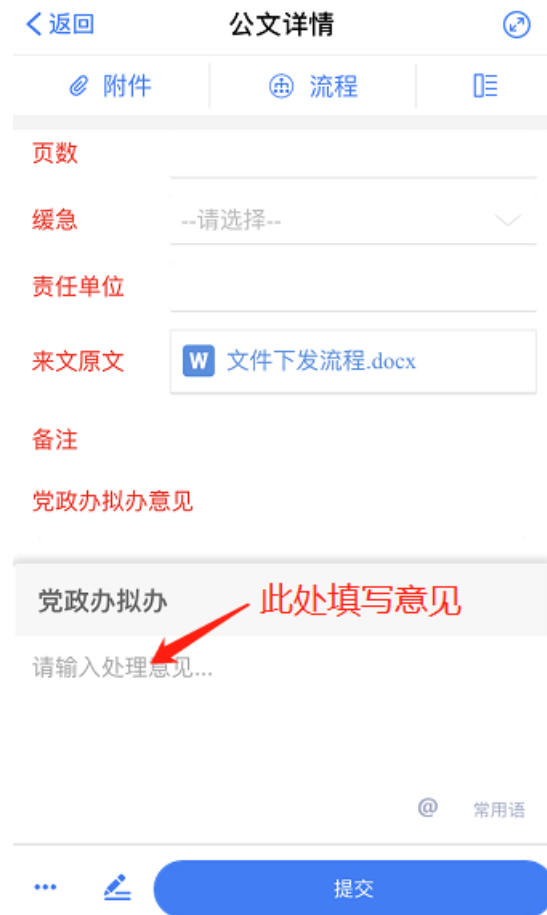 返回 公文详情
附件 流程
页数
缓急 --请选择--
责任单位
来文原文 W 文件下发流程.docx
备注
党政办拟办意见
党政办拟办 此处填写意见
请输入处理意见...
@ 常用语
... 提交